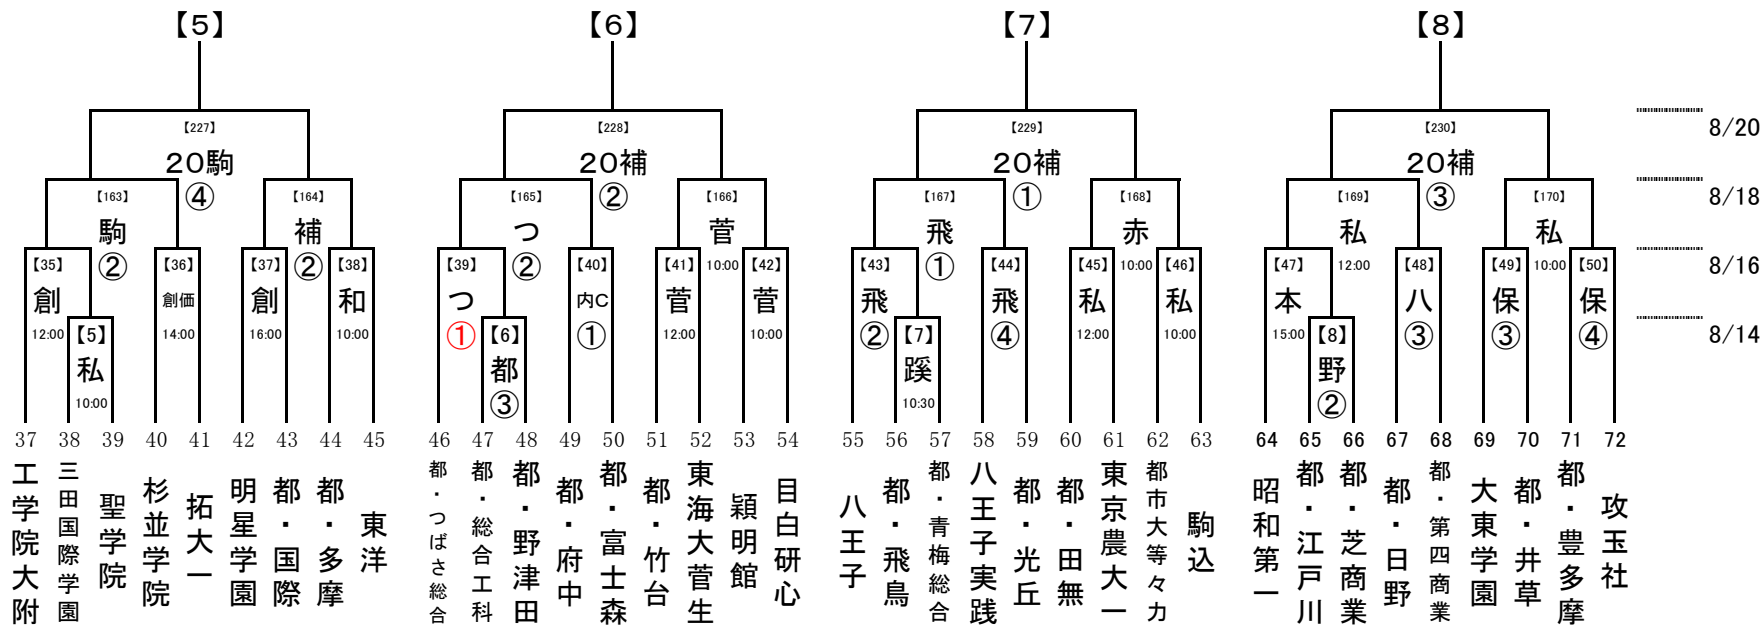 【5】 【6】 【7】 【8】
【227】 【228】 【229】 【230】 8/20
20駒 20補 20補 20補
④ ② ① ③
【163】 【164】 【165】 【166】 【167】 【168】 【169】 【170】 8/18
駒 補 つ 菅 飛 赤 私 私
② ② ② 10:00 ① 10:00 12:00 10:00
【35】 【36】 【37】 【38】 【39】 【40】 【41】 【42】 【43】 【44】 【45】 【46】 【47】 【48】 【49】 【50】 8/16
創 創価 創 和 つ 内C 菅 菅 飛 飛 私 私 本 八 保 保
12:00 14:00 16:00 10:00 ① ① 12:00 10:00 ② ④ 12:00 10:00 15:00 ③ ③ ④ 8/14
【5】 【6】 【7】 【8】
私 都 蹊 野
10:00 ③ 10:30 ②
37 38 39 40 41 42 43 44 45 46 47 48 49 50 51 52 53 54 55 56 57 58 59 60 61 62 63 64 65 66 67 68 69 70 71 72
工学院大附
三田国際学園
聖学院
杉並学院
拓大一
明星学園
都・国際
都・多摩
東洋
都・つばさ総合
都・総合工科
都・野津田
都・府中
都・富士森
都・竹台
東海大菅生
穎明館
目白研心
八王子
都・飛鳥
都・青梅総合
八王子実践
都・光丘
都・田無
東京農大一
都市大等々力
駒込
昭和第一
都・江戸川
都・芝商業
都・日野
都・第四商業
大東学園
都・井草
都・豊多摩
攻玉社